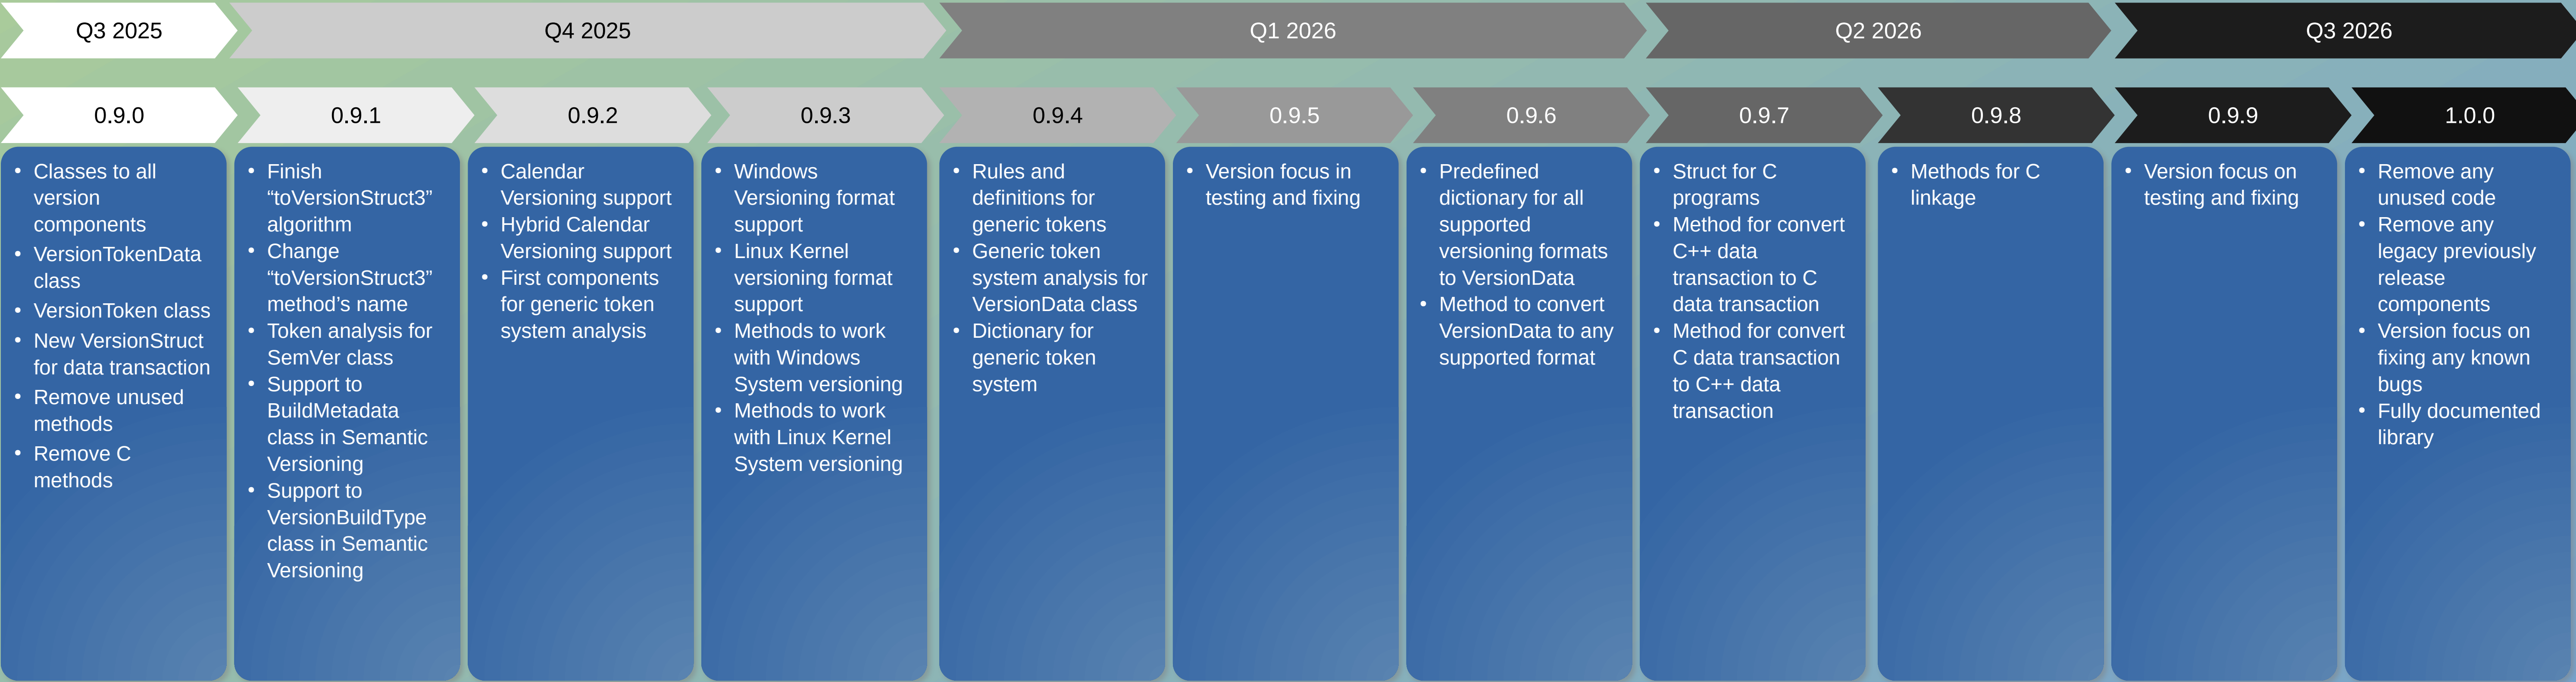 Q3 2025
Q4 2025
Q1 2026
Q2 2026
Q3 2026
0.9.0
0.9.1
0.9.2
0.9.3
0.9.4
0.9.5
0.9.6
0.9.7
0.9.8
0.9.9
1.0.0
• Classes to all
version
components
• VersionTokenData
class
• VersionToken class
• New VersionStruct
for data transaction
• Remove unused
methods
• Remove C
methods
• Finish
“toVersionStruct3”
algorithm
• Change
“toVersionStruct3”
method’s name
• Token analysis for
SemVer class
• Support to
BuildMetadata
class in Semantic
Versioning
• Support to
VersionBuildType
class in Semantic
Versioning
• Calendar
Versioning support
• Hybrid Calendar
Versioning support
• First components
for generic token
system analysis
• Windows
Versioning format
support
• Linux Kernel
versioning format
support
• Methods to work
with Windows
System versioning
• Methods to work
with Linux Kernel
System versioning
• Rules and
definitions for
generic tokens
• Generic token
system analysis for
VersionData class
• Dictionary for
generic token
system
• Version focus in
testing and fixing
• Predefined
dictionary for all
supported
versioning formats
to VersionData
• Method to convert
VersionData to any
supported format
• Struct for C
programs
• Method for convert
C++ data
transaction to C
data transaction
• Method for convert
C data transaction
to C++ data
transaction
• Methods for C
linkage
• Version focus on
testing and fixing
• Remove any
unused code
• Remove any
legacy previously
release
components
• Version focus on
fixing any known
bugs
• Fully documented
library